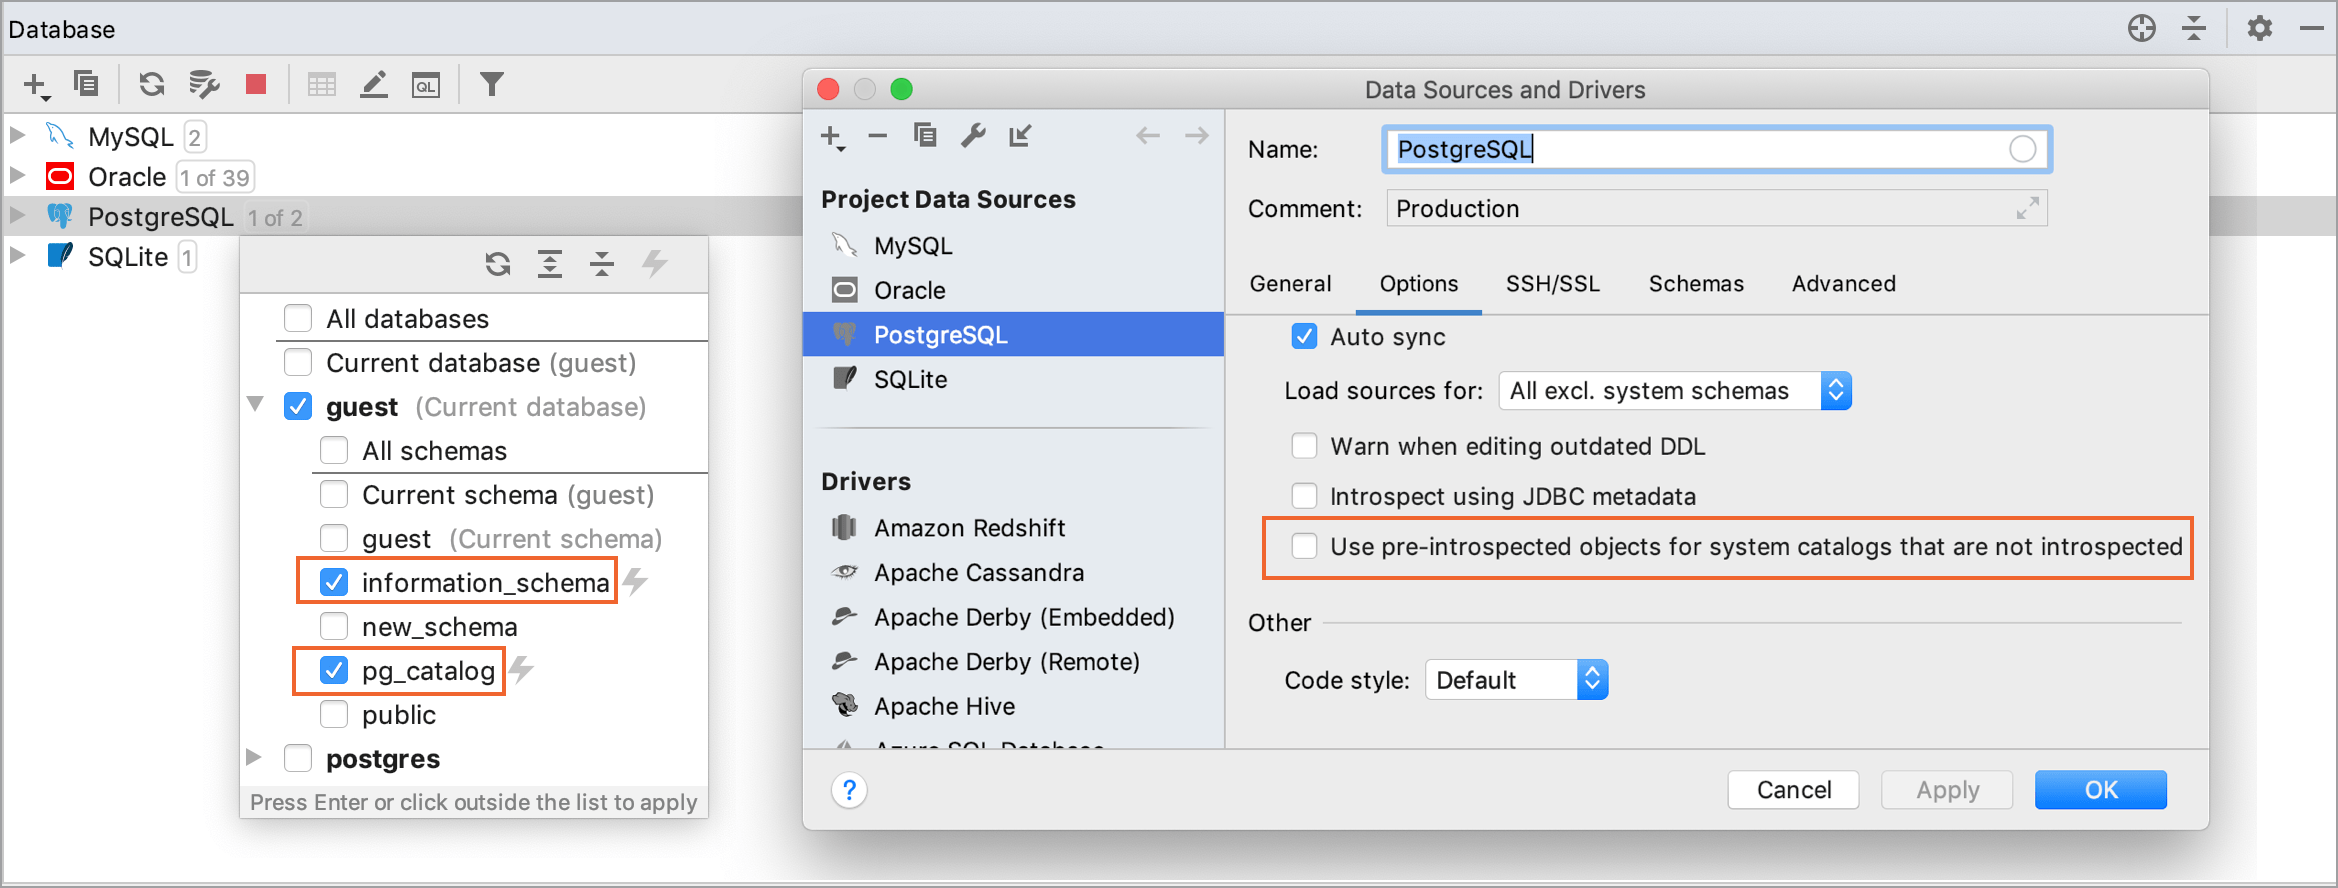 Database
QL
MySQL 2
Oracle 1 of 39
PostgreSQL 1 of 2
SQLite 1
All databases
Current database (guest)
guest (Current database)
All schemas
Current schema (guest)
guest (Current schema)
information_schema
new_schema
pg_catalog
public
postgres
Press Enter or click outside the list to apply
Data Sources and Drivers
Project Data Sources
MySQL
Oracle
PostgreSQL
SQLite
Drivers
Amazon Redshift
Apache Cassandra
Apache Derby (Embedded)
Apache Derby (Remote)
Apache Hive
Azure SQL Database
Name: PostgreSQL
Comment: Production
General Options SSH/SSL Schemas Advanced
Auto sync
Load sources for: All excl. system schemas
Warn when editing outdated DDL
Introspect using JDBC metadata
Use pre-introspected objects for system catalogs that are not introspected
Other
Code style: Default
? Cancel Apply OK